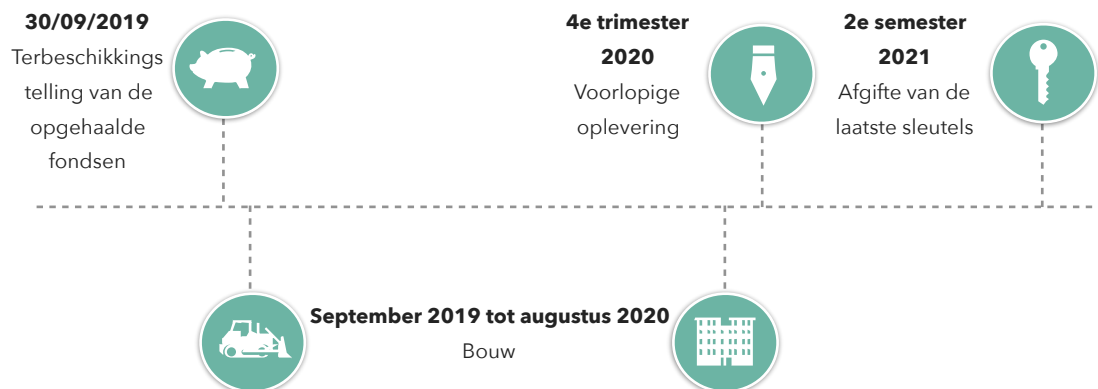 30/09/2019
Terbeschikkings
telling van de
opgehaalde
fondsen
4e trimester
2020
Voorlopige
oplevering
2e semester
2021
Afgifte van de
laatste sleutels
September 2019 tot augustus 2020
Bouw